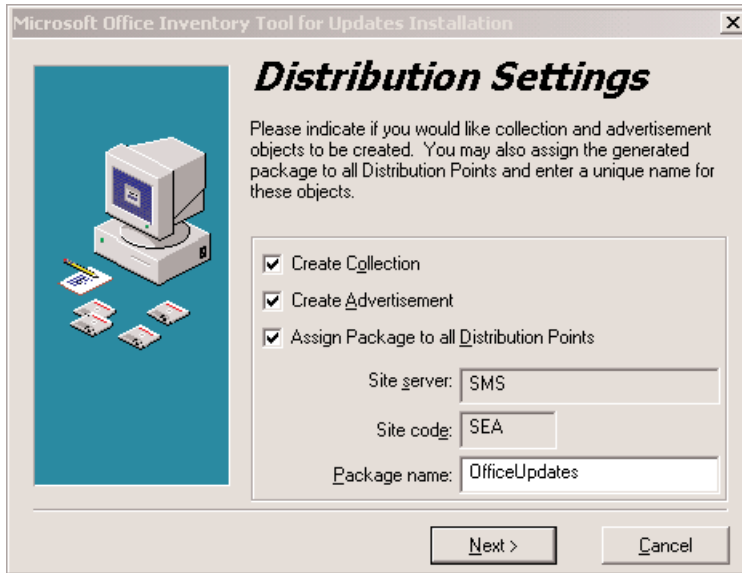 Microsoft Office Inventory Tool for Updates Installation
Distribution Settings
Please indicate if you would like collection and advertisement
objects to be created. You may also assign the generated
package to all Distribution Points and enter a unique name for
these objects.
Create Collection
Create Advertisement
Assign Package to all Distribution Points
Site server: SMS
Site code: SEA
Package name: OfficeUpdates
Next > Cancel